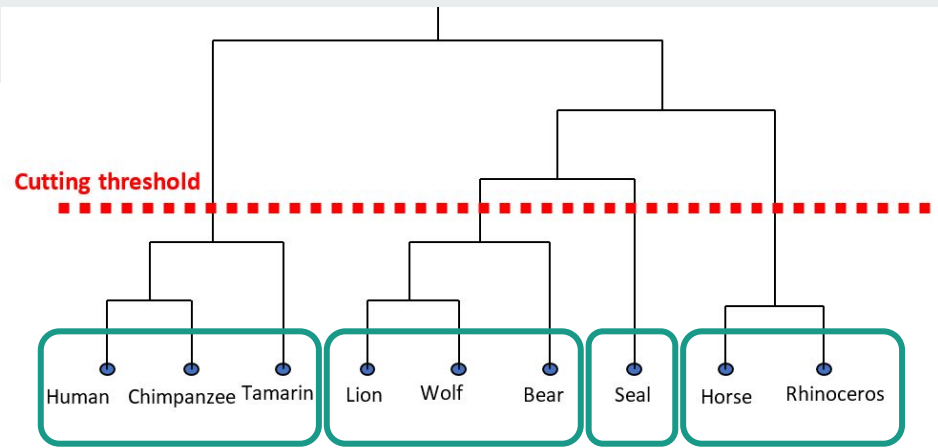 Cutting threshold
Human Chimpanzee Tamarin Lion Wolf Bear Seal Horse Rhinoceros